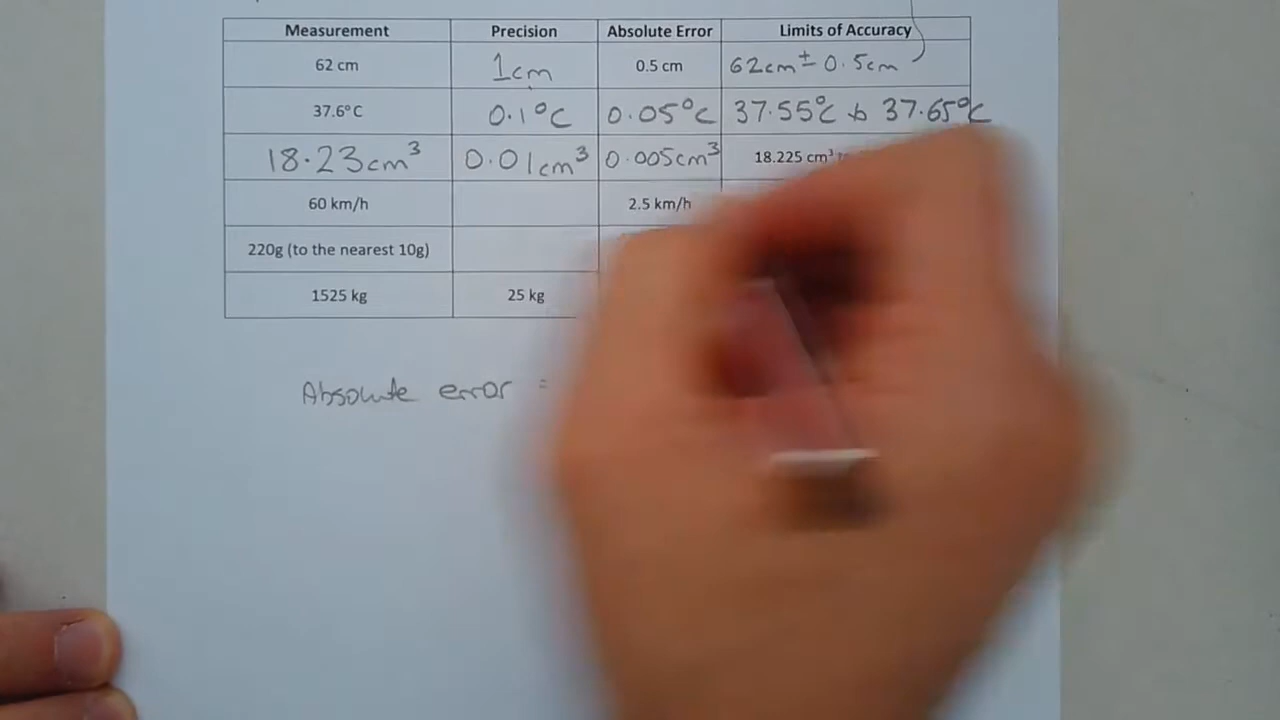 Measurement Precision Absolute Error Limits of Accuracy
62 cm 1cm 0.5 cm 62cm ± 0.5cm
37.6°C 0.1°C 0.05°C 37.55°C to 37.65°C
18.23cm³ 0.01cm³ 0.005cm³ 18.225 cm³
60 km/h 2.5 km/h
220g (to the nearest 10g)
1525 kg 25 kg
Absolute error =